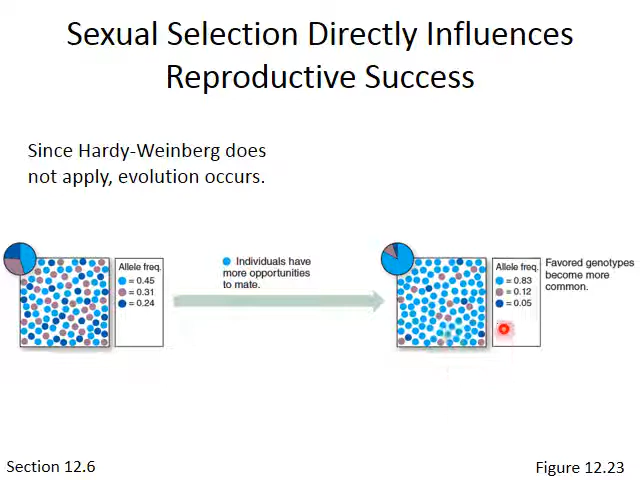 Sexual Selection Directly Influences
Reproductive Success
Since Hardy-Weinberg does
not apply, evolution occurs.
Allele freq.
= 0.45
= 0.31
= 0.24
Individuals have
more opportunities
to mate.
Allele freq.
= 0.83
= 0.12
= 0.05
Favored genotypes
become more
common.
Section 12.6
Figure 12.23